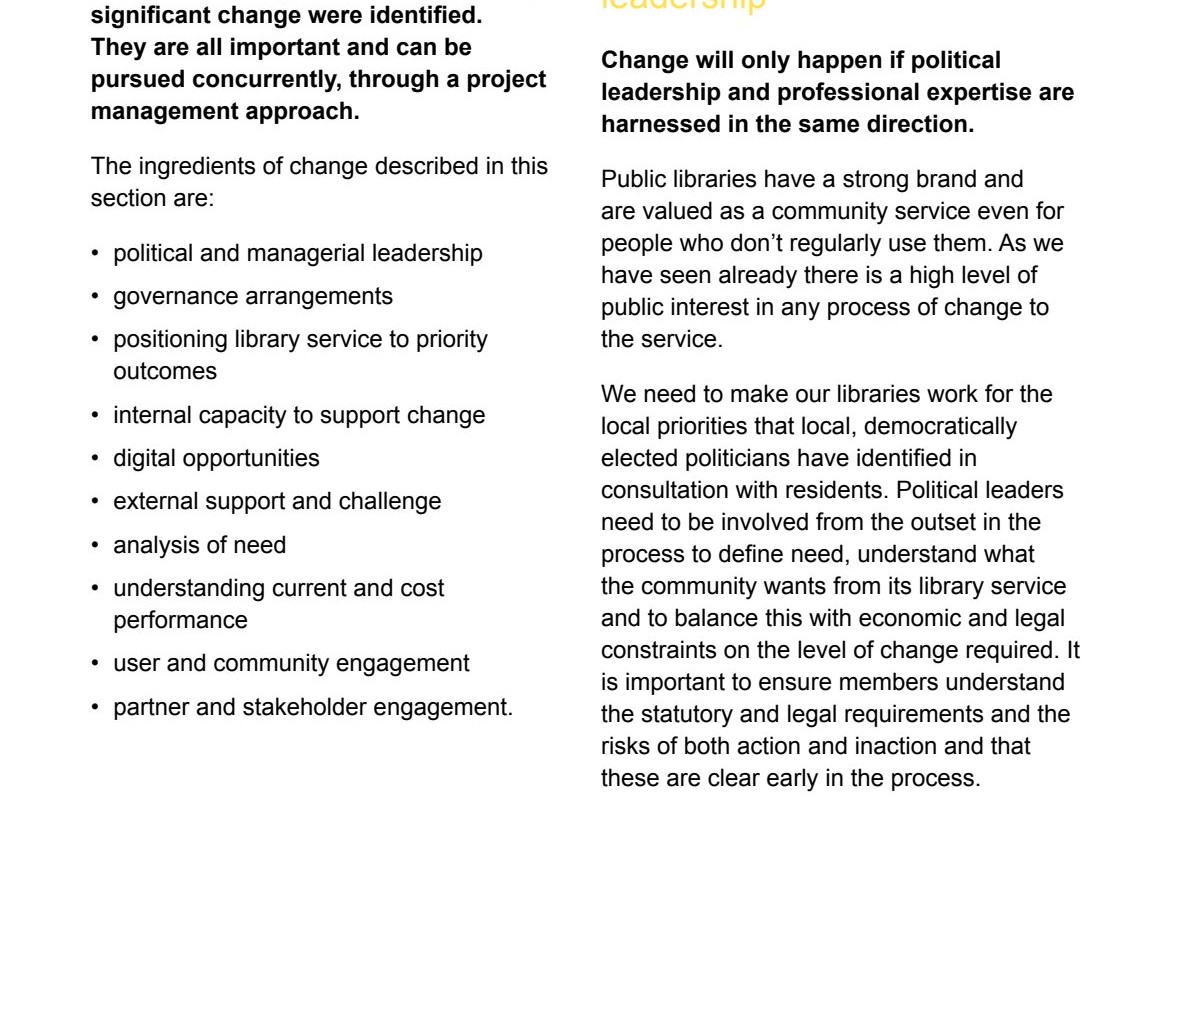 significant change were identified.
They are all important and can be
pursued concurrently, through a project
management approach.
The ingredients of change described in this
section are:
• political and managerial leadership
• governance arrangements
• positioning library service to priority
outcomes
• internal capacity to support change
• digital opportunities
• external support and challenge
• analysis of need
• understanding current and cost
performance
• user and community engagement
• partner and stakeholder engagement.
leadership
Change will only happen if political
leadership and professional expertise are
harnessed in the same direction.
Public libraries have a strong brand and
are valued as a community service even for
people who don’t regularly use them. As we
have seen already there is a high level of
public interest in any process of change to
the service.
We need to make our libraries work for the
local priorities that local, democratically
elected politicians have identified in
consultation with residents. Political leaders
need to be involved from the outset in the
process to define need, understand what
the community wants from its library service
and to balance this with economic and legal
constraints on the level of change required. It
is important to ensure members understand
the statutory and legal requirements and the
risks of both action and inaction and that
these are clear early in the process.